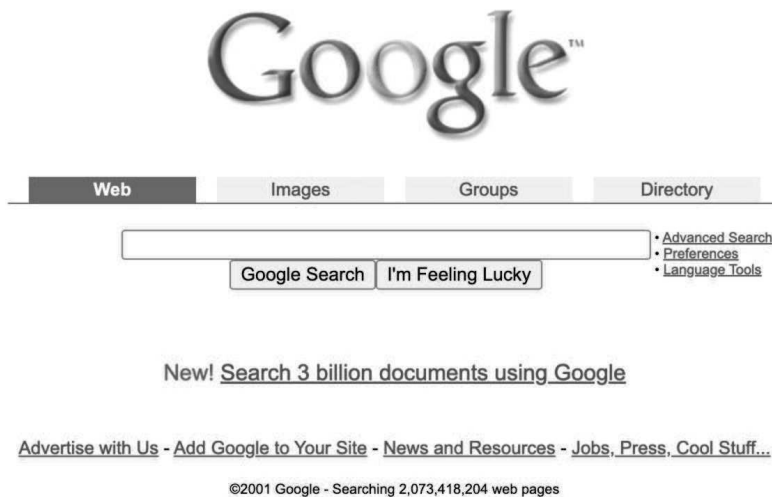 Google™
Web Images Groups Directory
• Advanced Search
• Preferences
• Language Tools
Google Search I'm Feeling Lucky
New! Search 3 billion documents using Google
Advertise with Us - Add Google to Your Site - News and Resources - Jobs, Press, Cool Stuff...
©2001 Google - Searching 2,073,418,204 web pages